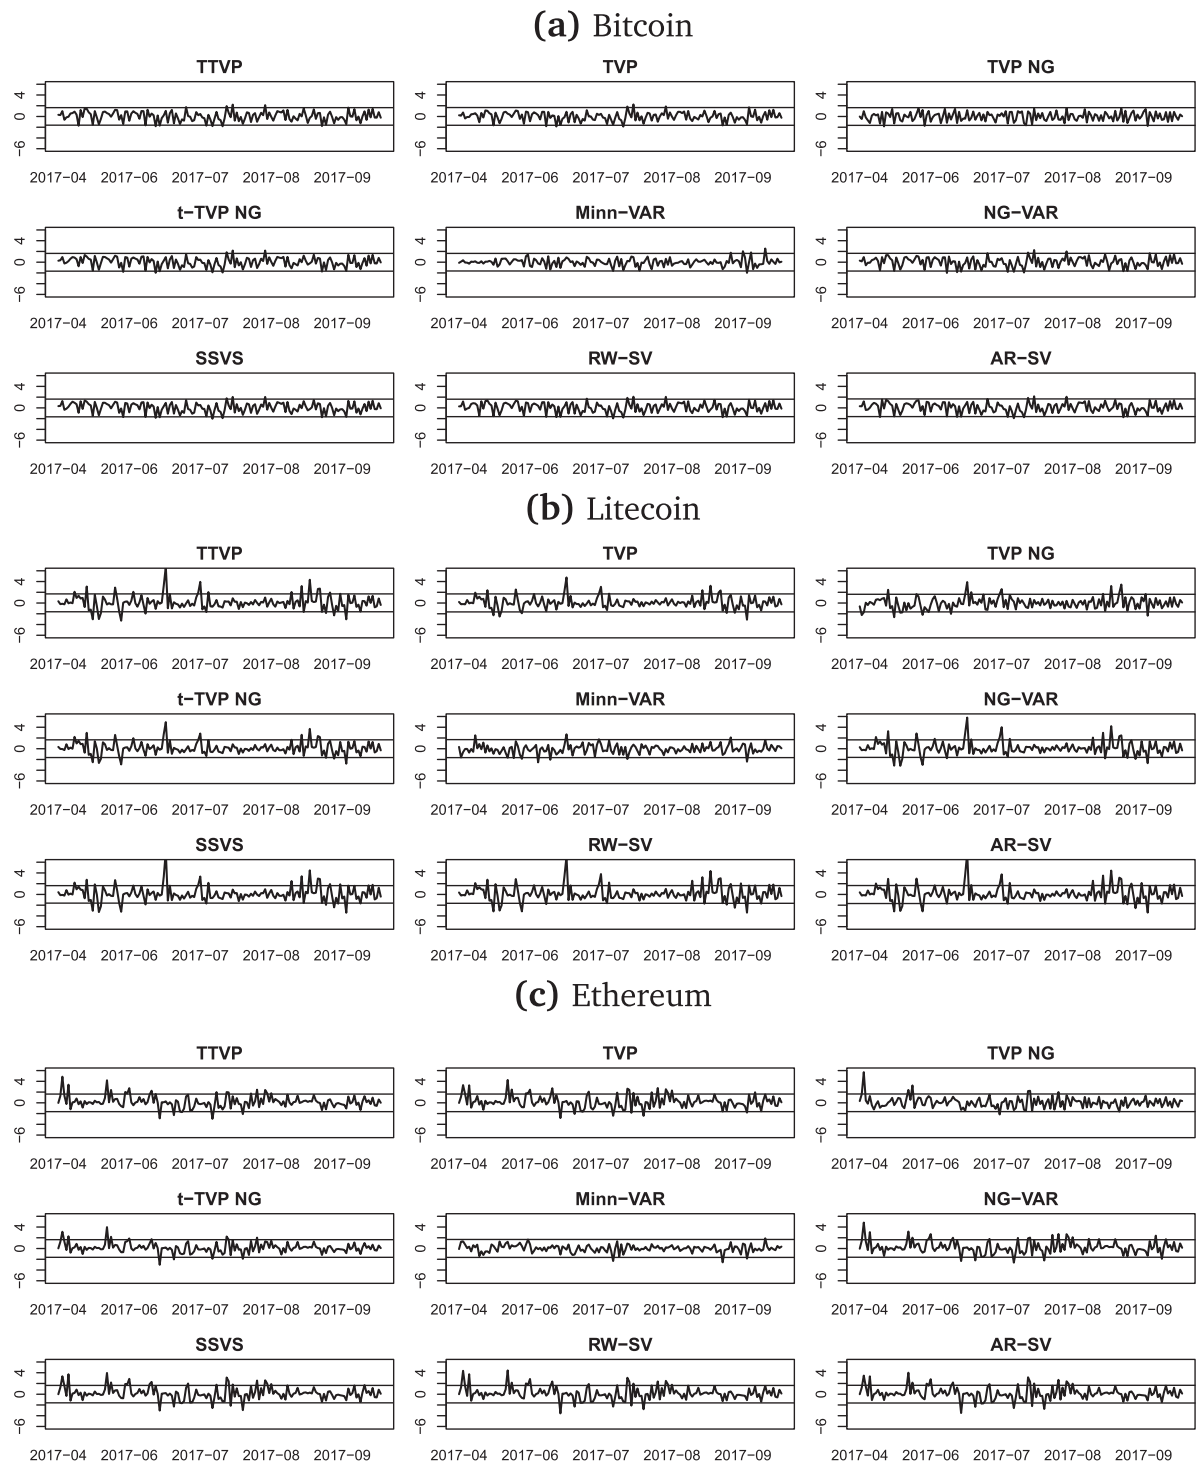 (a) Bitcoin
TTVP TVP TVP NG
4 4 4
0 0 0
−6 −6 −6
2017−04 2017−06 2017−07 2017−08 2017−09 2017−04 2017−06 2017−07 2017−08 2017−09 2017−04 2017−06 2017−07 2017−08 2017−09
t−TVP NG Minn−VAR NG−VAR
4 4 4
0 0 0
−6 −6 −6
2017−04 2017−06 2017−07 2017−08 2017−09 2017−04 2017−06 2017−07 2017−08 2017−09 2017−04 2017−06 2017−07 2017−08 2017−09
SSVS RW−SV AR−SV
4 4 4
0 0 0
−6 −6 −6
2017−04 2017−06 2017−07 2017−08 2017−09 2017−04 2017−06 2017−07 2017−08 2017−09 2017−04 2017−06 2017−07 2017−08 2017−09
(b) Litecoin
TTVP TVP TVP NG
4 4 4
0 0 0
−6 −6 −6
2017−04 2017−06 2017−07 2017−08 2017−09 2017−04 2017−06 2017−07 2017−08 2017−09 2017−04 2017−06 2017−07 2017−08 2017−09
t−TVP NG Minn−VAR NG−VAR
4 4 4
0 0 0
−6 −6 −6
2017−04 2017−06 2017−07 2017−08 2017−09 2017−04 2017−06 2017−07 2017−08 2017−09 2017−04 2017−06 2017−07 2017−08 2017−09
SSVS RW−SV AR−SV
4 4 4
0 0 0
−6 −6 −6
2017−04 2017−06 2017−07 2017−08 2017−09 2017−04 2017−06 2017−07 2017−08 2017−09 2017−04 2017−06 2017−07 2017−08 2017−09
(c) Ethereum
TTVP TVP TVP NG
4 4 4
0 0 0
−6 −6 −6
2017−04 2017−06 2017−07 2017−08 2017−09 2017−04 2017−06 2017−07 2017−08 2017−09 2017−04 2017−06 2017−07 2017−08 2017−09
t−TVP NG Minn−VAR NG−VAR
4 4 4
0 0 0
−6 −6 −6
2017−04 2017−06 2017−07 2017−08 2017−09 2017−04 2017−06 2017−07 2017−08 2017−09 2017−04 2017−06 2017−07 2017−08 2017−09
SSVS RW−SV AR−SV
4 4 4
0 0 0
−6 −6 −6
2017−04 2017−06 2017−07 2017−08 2017−09 2017−04 2017−06 2017−07 2017−08 2017−09 2017−04 2017−06 2017−07 2017−08 2017−09